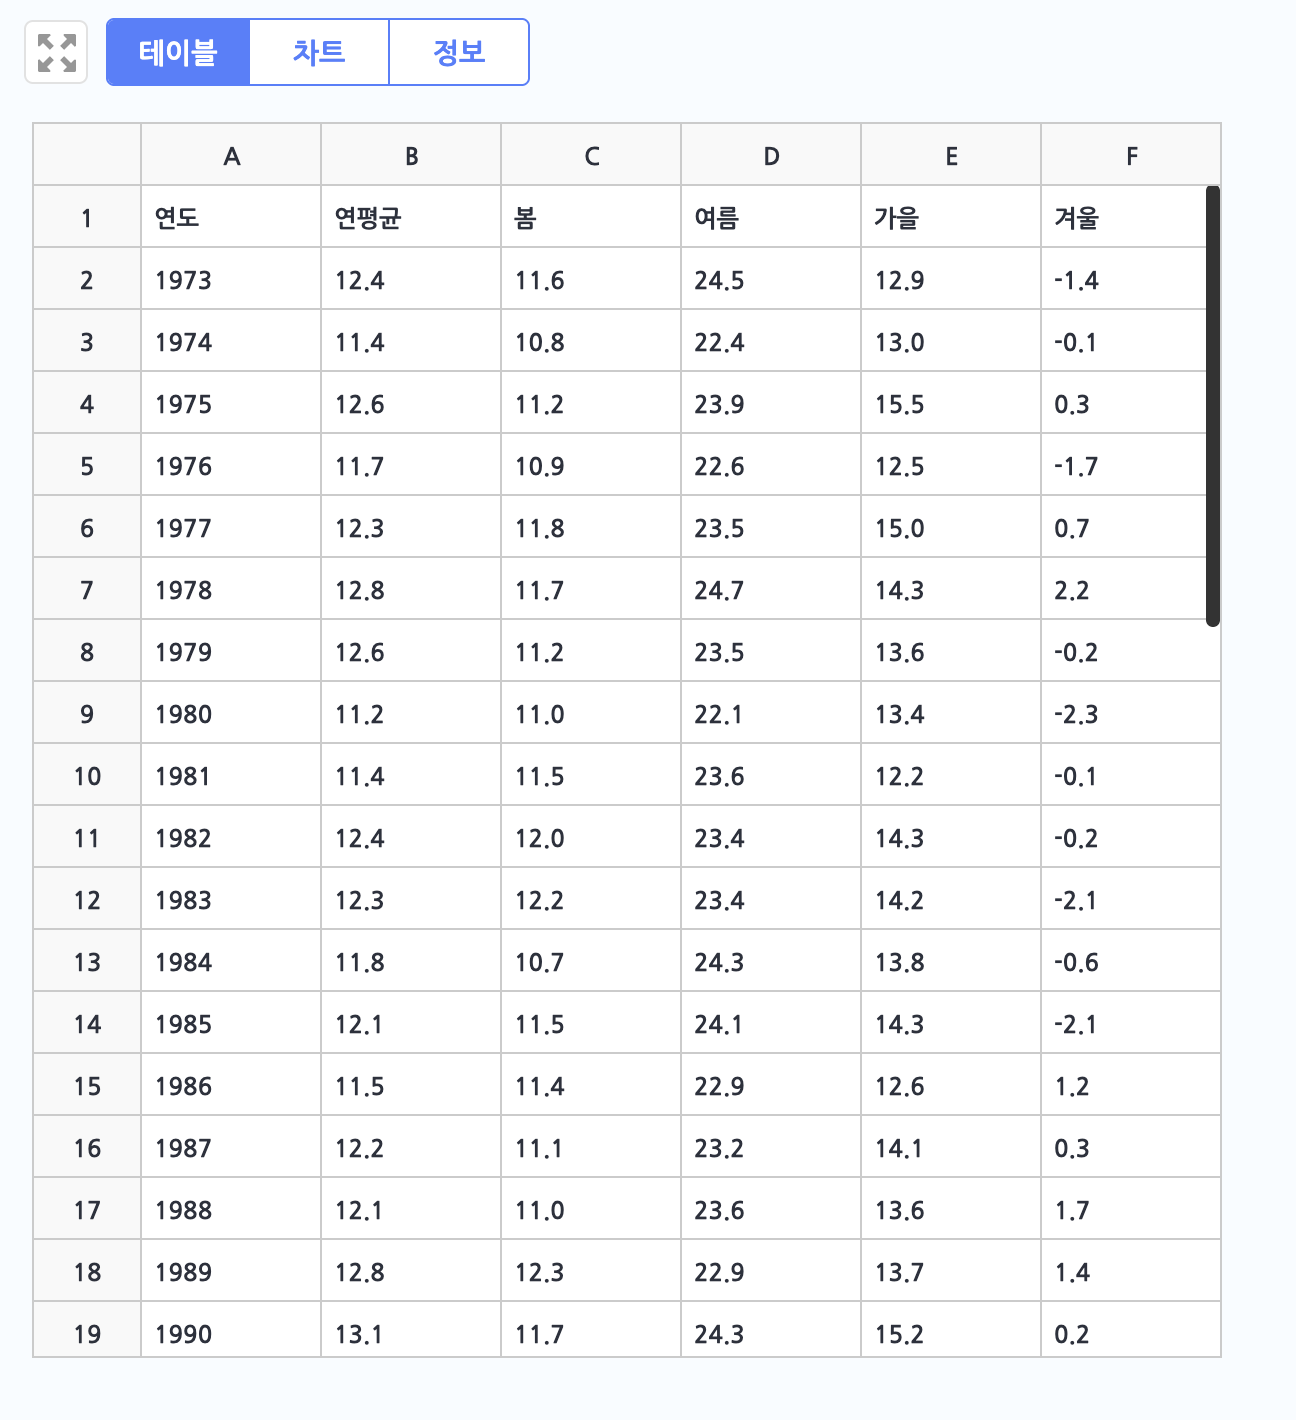 테이블 차트 정보
A B C D E F
1 연도 연평균 봄 여름 가을 겨울
2 1973 12.4 11.6 24.5 12.9 -1.4
3 1974 11.4 10.8 22.4 13.0 -0.1
4 1975 12.6 11.2 23.9 15.5 0.3
5 1976 11.7 10.9 22.6 12.5 -1.7
6 1977 12.3 11.8 23.5 15.0 0.7
7 1978 12.8 11.7 24.7 14.3 2.2
8 1979 12.6 11.2 23.5 13.6 -0.2
9 1980 11.2 11.0 22.1 13.4 -2.3
10 1981 11.4 11.5 23.6 12.2 -0.1
11 1982 12.4 12.0 23.4 14.3 -0.2
12 1983 12.3 12.2 23.4 14.2 -2.1
13 1984 11.8 10.7 24.3 13.8 -0.6
14 1985 12.1 11.5 24.1 14.3 -2.1
15 1986 11.5 11.4 22.9 12.6 1.2
16 1987 12.2 11.1 23.2 14.1 0.3
17 1988 12.1 11.0 23.6 13.6 1.7
18 1989 12.8 12.3 22.9 13.7 1.4
19 1990 13.1 11.7 24.3 15.2 0.2